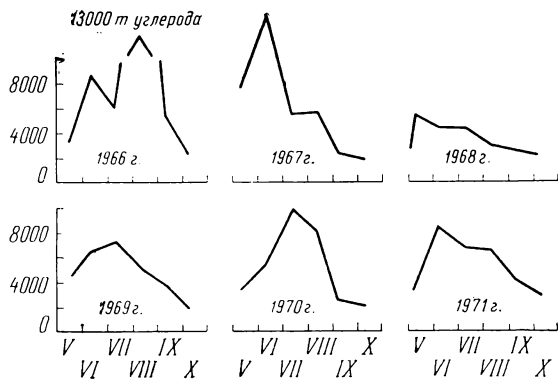 13000 т углерода
8000
4000
0
1966 г.
1967 г.
1968 г.
8000
4000
0
1969 г.
1970 г.
1971 г.
V VII IX V VI VIII X V VII IX
VI VIII X VII IX VI VIII X